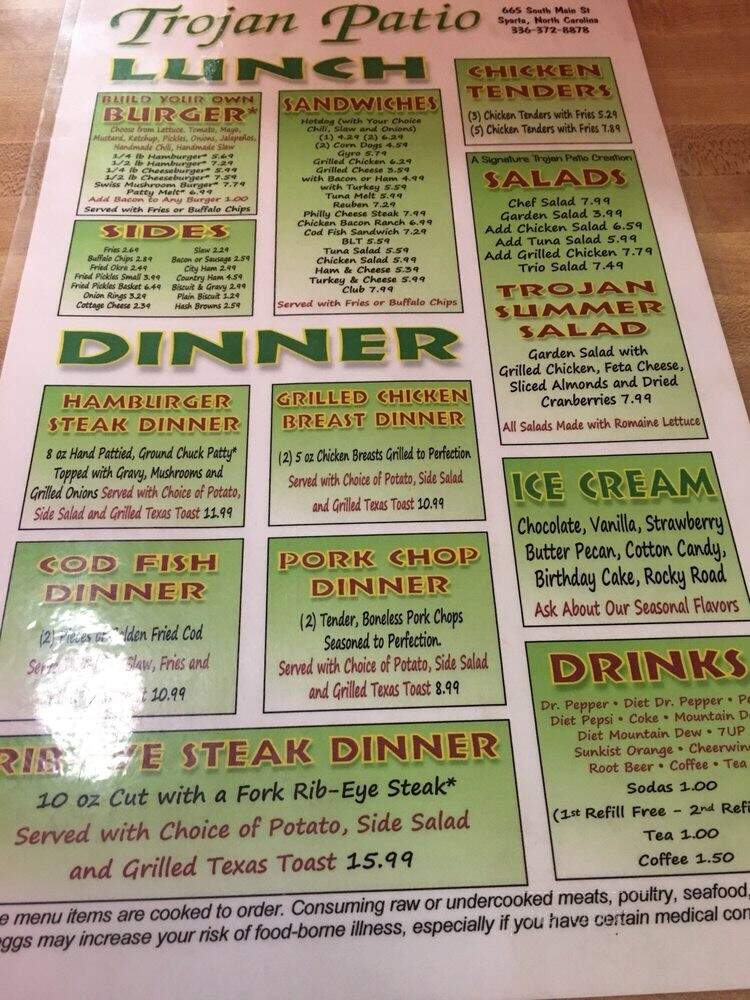 Trojan Patio
665 South Main St
Sparta, North Carolina
336-372-8878
LUNCH
BUILD YOUR OWN
BURGER*
Choose from Lettuce, Tomato, Mayo,
Mustard, Ketchup, Pickles, Onions, Jalapeños,
Handmade Chili, Handmade Slaw
1/4 lb Hamburger* 5.69
1/2 lb Hamburger* 7.29
1/4 lb Cheeseburger* 5.99
1/2 lb Cheeseburger* 7.59
Swiss Mushroom Burger* 7.79
Patty Melt* 6.99
Add Bacon to Any Burger 1.00
Served with Fries or Buffalo Chips
SIDES
Fries 2.69
Buffalo Chips 2.89
Fried Okra 2.49
Fried Pickles Small 3.99
Fried Pickles Basket 6.49
Onion Rings 3.29
Cottage Cheese 2.39
Slaw 2.29
Bacon or Sausage 2.59
City Ham 2.99
Country Ham 4.59
Biscuit & Gravy 2.99
Plain Biscuit 1.29
Hash Browns 2.59
SANDWICHES
Hotdog (with Your Choice
Chili, Slaw and Onions)
(1) 4.29 (2) 6.29
(2) Corn Dogs 4.59
Gyro 5.79
Grilled Chicken 6.29
Grilled Cheese 3.59
with Bacon or Ham 4.99
with Turkey 5.59
Tuna Melt 5.99
Reuben 7.29
Philly Cheese Steak 7.99
Chicken Bacon Ranch 6.99
Cod Fish Sandwich 7.29
BLT 5.59
Tuna Salad 5.59
Chicken Salad 5.99
Ham & Cheese 5.39
Turkey & Cheese 5.99
Club 7.99
Served with Fries or Buffalo Chips
CHICKEN
TENDERS
(3) Chicken Tenders with Fries 5.29
(5) Chicken Tenders with Fries 7.89
A Signature Trojan Patio Creation
SALADS
Chef Salad 7.99
Garden Salad 3.99
Add Chicken Salad 6.59
Add Tuna Salad 5.99
Add Grilled Chicken 7.79
Trio Salad 7.49
TROJAN
SUMMER
SALAD
Garden Salad with
Grilled Chicken, Feta Cheese,
Sliced Almonds and Dried
Cranberries 7.99
All Salads Made with Romaine Lettuce
DINNER
HAMBURGER
STEAK DINNER
8 oz Hand Pattied, Ground Chuck Patty*
Topped with Gravy, Mushrooms and
Grilled Onions Served with Choice of Potato,
Side Salad and Grilled Texas Toast 11.99
GRILLED CHICKEN
BREAST DINNER
(2) 5 oz Chicken Breasts Grilled to Perfection
Served with Choice of Potato, Side Salad
and Grilled Texas Toast 10.99
COD FISH
DINNER
(2) Pieces of Golden Fried Cod
Slaw, Fries and
10.99
PORK CHOP
DINNER
(2) Tender, Boneless Pork Chops
Seasoned to Perfection.
Served with Choice of Potato, Side Salad
and Grilled Texas Toast 8.99
STEAK DINNER
10 oz Cut with a Fork Rib-Eye Steak*
Served with Choice of Potato, Side Salad
and Grilled Texas Toast 15.99
ICE CREAM
Chocolate, Vanilla, Strawberry
Butter Pecan, Cotton Candy,
Birthday Cake, Rocky Road
Ask About Our Seasonal Flavors
DRINKS
Dr. Pepper • Diet Dr. Pepper •
Diet Pepsi • Coke • Mountain
Diet Mountain Dew • 7UP
Sunkist Orange • Cheerwine
Root Beer • Coffee • Tea
Sodas 1.00
(1st Refill Free - 2nd
Tea 1.00
Coffee 1.50
menu items are cooked to order. Consuming raw or undercooked meats, poultry, seafood,
eggs may increase your risk of food-borne illness, especially if you have certain medical